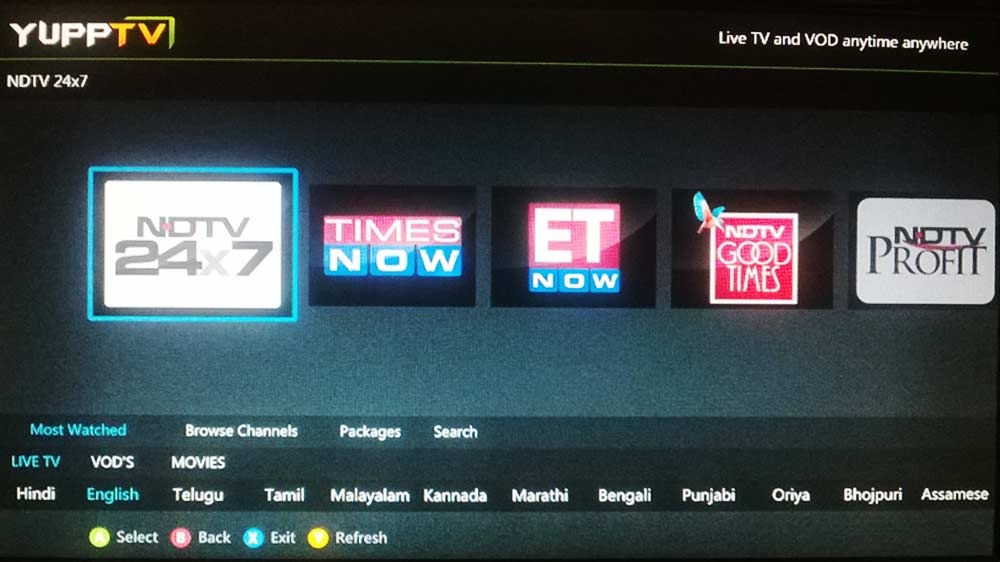 YUPPTV
Live TV and VOD anytime anywhere
NDTV 24x7
NDTV
24x7
TIMES
NOW
ET
NOW
NDTV
GOOD
TIMES
NDTV
PROFIT
Most Watched Browse Channels Packages Search
LIVE TV VOD'S MOVIES
Hindi English Telugu Tamil Malayalam Kannada Marathi Bengali Punjabi Oriya Bhojpuri Assamese
A Select B Back X Exit Y Refresh